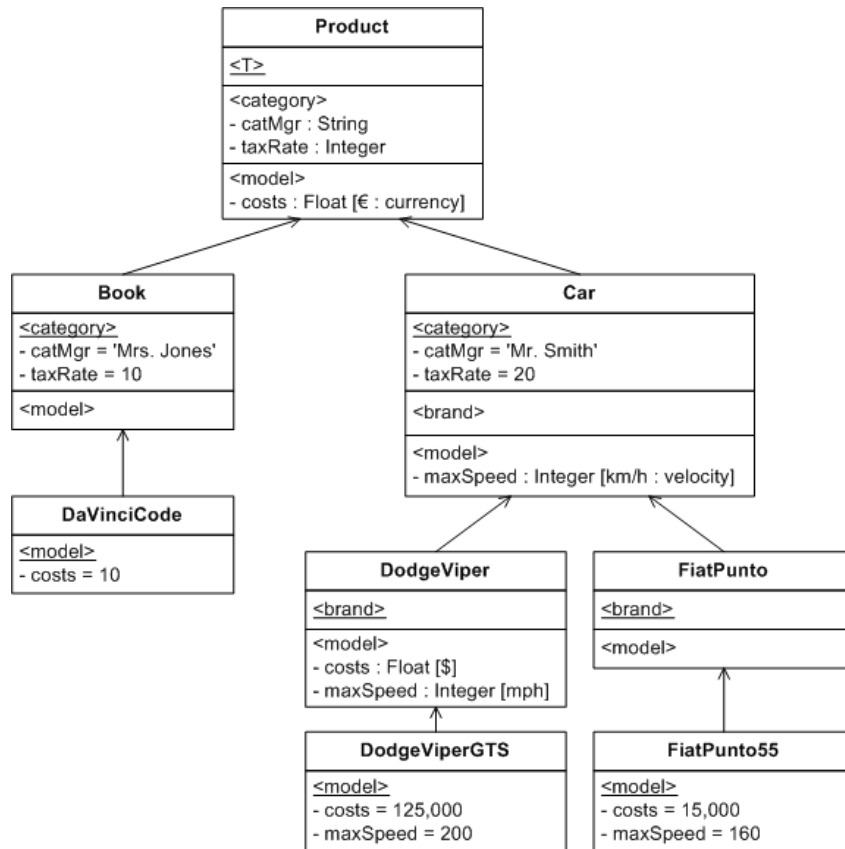 Product
<T>
<category>
- catMgr : String
- taxRate : Integer
<model>
- costs : Float [€ : currency]
Book
<category>
- catMgr = 'Mrs. Jones'
- taxRate = 10
<model>
Car
<category>
- catMgr = 'Mr. Smith'
- taxRate = 20
<brand>
<model>
- maxSpeed : Integer [km/h : velocity]
DaVinciCode
<model>
- costs = 10
DodgeViper
<brand>
<model>
- costs : Float [$]
- maxSpeed : Integer [mph]
FiatPunto
<brand>
<model>
DodgeViperGTS
<model>
- costs = 125,000
- maxSpeed = 200
FiatPunto55
<model>
- costs = 15,000
- maxSpeed = 160